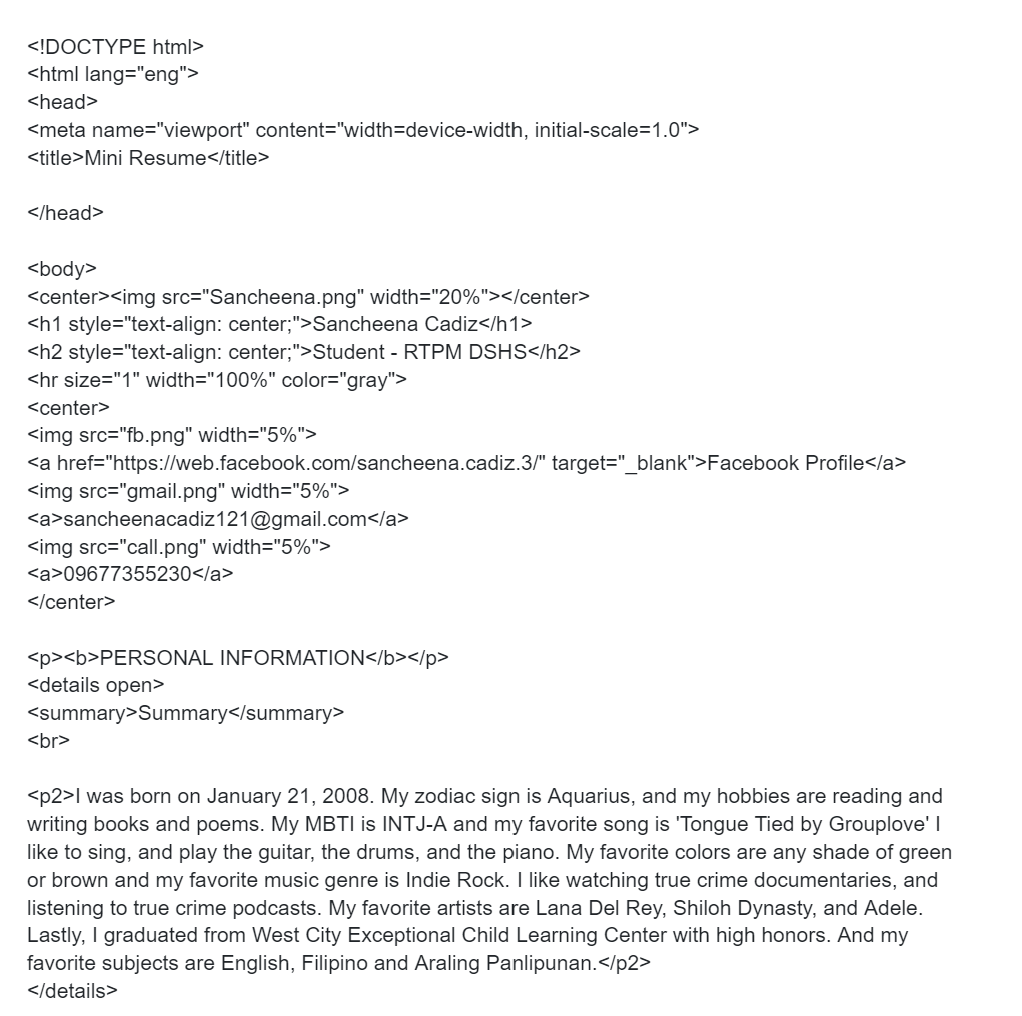 <!DOCTYPE html>
<html lang="eng">
<head>
<meta name="viewport" content="width=device-width, initial-scale=1.0">
<title>Mini Resume</title>
</head>
<body>
<center><img src="Sancheena.png" width="20%"></center>
<h1 style="text-align: center;">Sancheena Cadiz</h1>
<h2 style="text-align: center;">Student - RTPM DSHS</h2>
<hr size="1" width="100%" color="gray">
<center>
<img src="fb.png" width="5%">
<a href="https://web.facebook.com/sancheena.cadiz.3/" target="_blank">Facebook Profile</a>
<img src="gmail.png" width="5%">
<a>sancheenacadiz121@gmail.com</a>
<img src="call.png" width="5%">
<a>09677355230</a>
</center>
<p><b>PERSONAL INFORMATION</b></p>
<details open>
<summary>Summary</summary>
<br>
<p2>I was born on January 21, 2008. My zodiac sign is Aquarius, and my hobbies are reading and
writing books and poems. My MBTI is INTJ-A and my favorite song is 'Tongue Tied by Grouplove' I
like to sing, and play the guitar, the drums, and the piano. My favorite colors are any shade of green
or brown and my favorite music genre is Indie Rock. I like watching true crime documentaries, and
listening to true crime podcasts. My favorite artists are Lana Del Rey, Shiloh Dynasty, and Adele.
Lastly, I graduated from West City Exceptional Child Learning Center with high honors. And my
favorite subjects are English, Filipino and Araling Panlipunan.</p2>
</details>